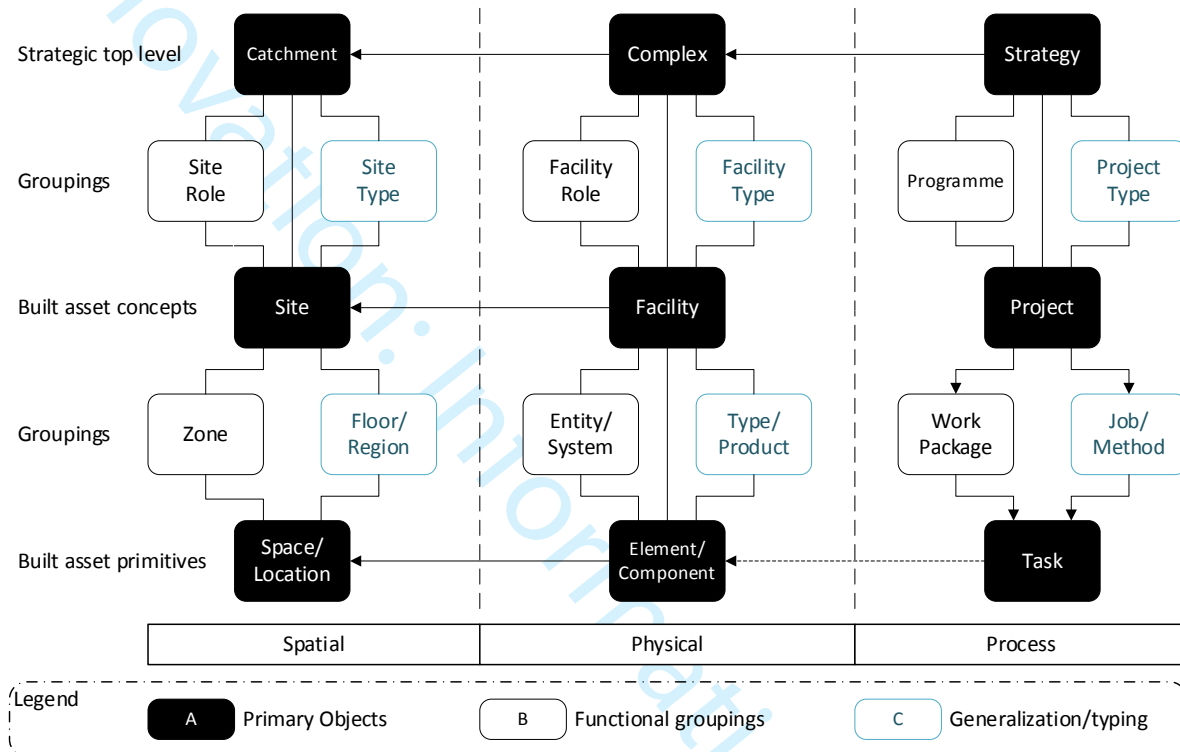 Strategic top level
Catchment
Complex
Strategy
Groupings
Site
Role
Site
Type
Facility
Role
Facility
Type
Programme
Project
Type
Built asset concepts
Site
Facility
Project
Groupings
Zone
Floor/
Region
Entity/
System
Type/
Product
Work
Package
Job/
Method
Built asset primitives
Space/
Location
Element/
Component
Task
Spatial
Physical
Process
Legend
A
Primary Objects
B
Functional groupings
C
Generalization/typing
ovation: Informati